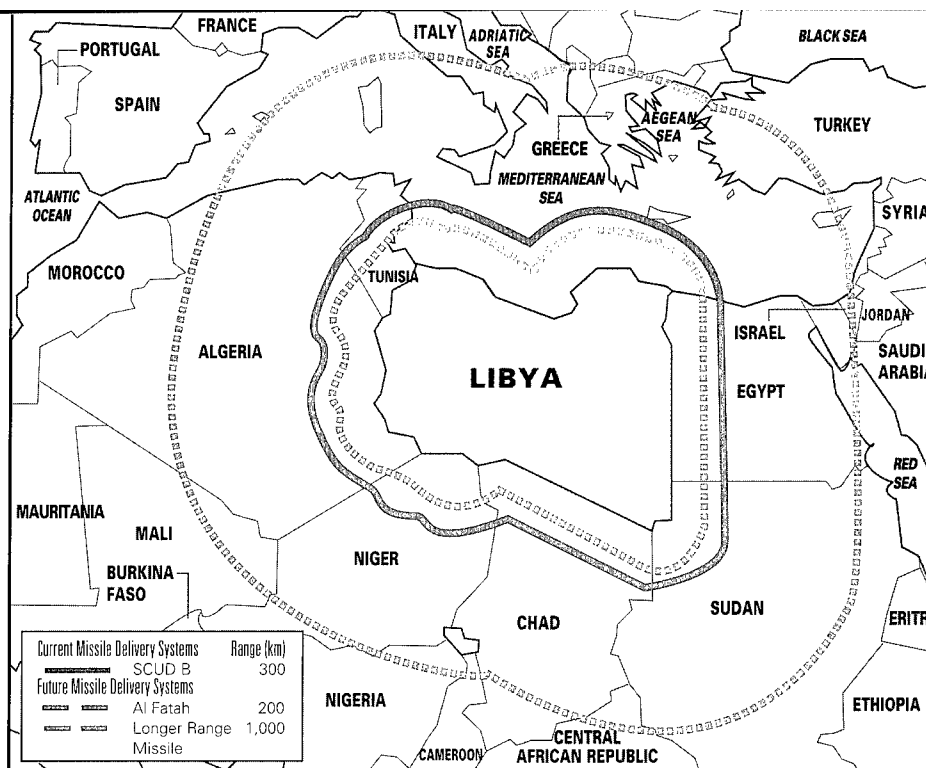 FRANCE
ITALY
ADRIATIC
SEA
BLACK SEA
PORTUGAL
SPAIN
AEGEAN
SEA
TURKEY
GREECE
MEDITERRANEAN
SEA
ATLANTIC
OCEAN
SYRIA
MOROCCO
TUNISIA
JORDAN
ISRAEL
ALGERIA
SAUDI
ARABIA
LIBYA
EGYPT
RED
SEA
MAURITANIA
MALI
NIGER
BURKINA
FASO
SUDAN
CHAD
ERITR
Current Missile Delivery Systems Range (km)
SCUD B 300
Future Missile Delivery Systems
Al Fatah 200
Longer Range 1,000
Missile
NIGERIA
ETHIOPIA
CENTRAL
AFRICAN REPUBLIC
CAMEROON